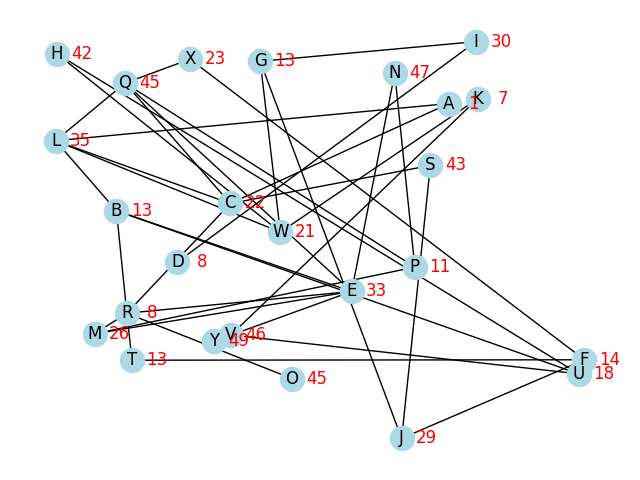 I 30
H 42
X 23
G 13
N 47
Q 45
K 7
A 1
L 35
S 43
C 22
B 13
W 21
D 8
P 11
E 33
R 8
M 26
V 46
Y 49
T 13
F 14
U 18
O 45
J 29